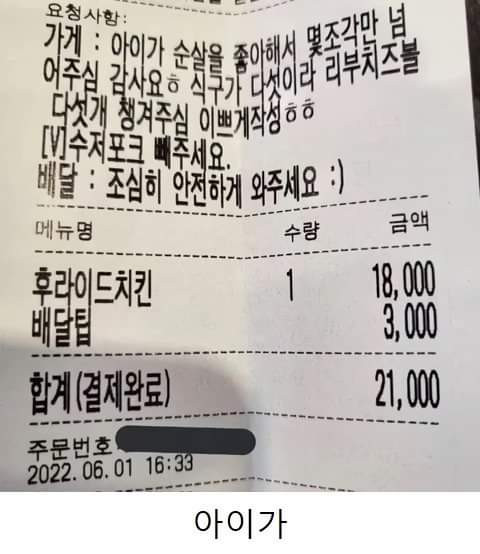 요청사항:
가게 : 아이가 순살을 좋아해서 몇조각만 넘
어주심 감사요ㅎ 식구가 다섯이라 리부치즈볼
다섯개 챙겨주심 이쁘게작성ㅎㅎ
[V]수저포크 빼주세요.
배달 : 조심히 안전하게 와주세요 :)
메뉴명 수량 금액
후라이드치킨 1 18,000
배달팁 3,000
합계(결제완료) 21,000
주문번호
2022.06.01 16:33
아이가